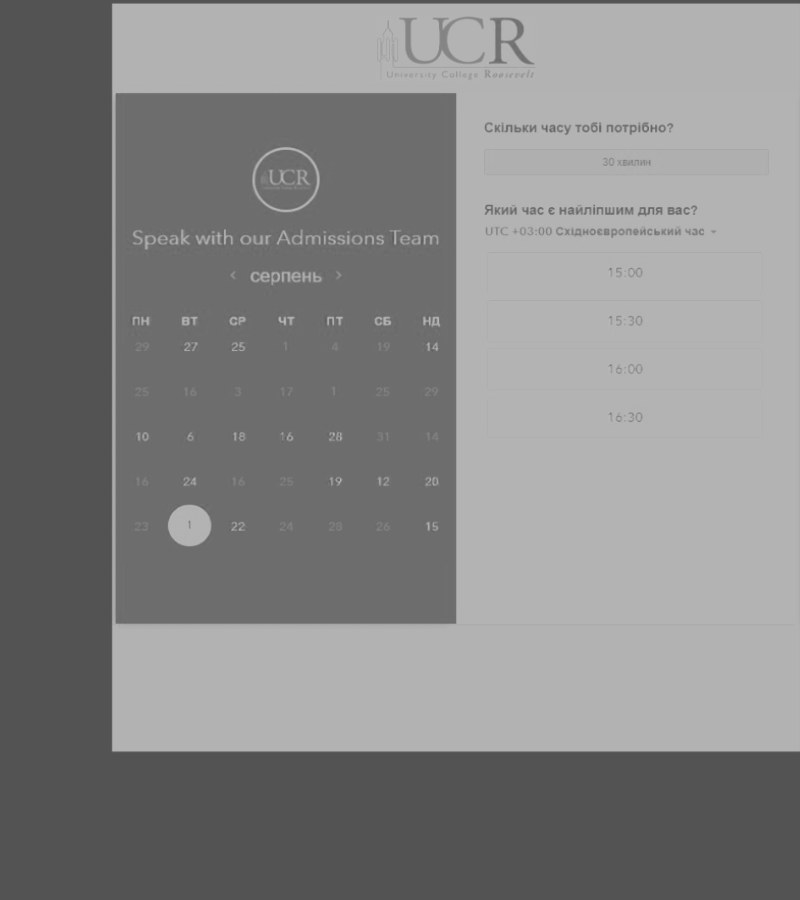 UCR
University College Roosevelt
UCR
Speak with our Admissions Team
серпень
ПН ВТ СР ЧТ ПТ СБ НД
29 27 25 1 4 19 14
25 16 3 17 1 25 29
10 6 18 16 28 31 14
16 24 16 25 19 12 20
23 1 22 24 28 26 15
Скільки часу тобі потрібно?
30 хвилин
Який час є найліпшим для вас?
UTC +03:00 Східноєвропейський час
15:00
15:30
16:00
16:30